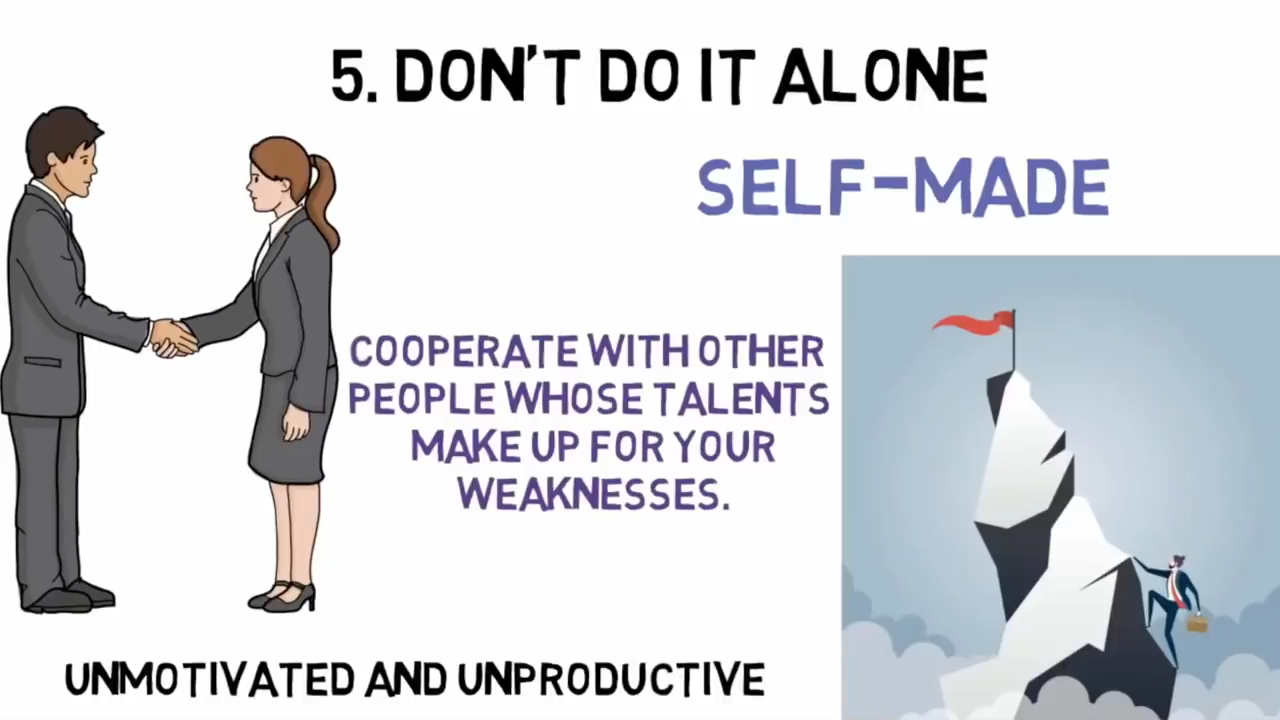 5. DON'T DO IT ALONE
SELF-MADE
COOPERATE WITH OTHER
PEOPLE WHOSE TALENTS
MAKE UP FOR YOUR
WEAKNESSES.
UNMOTIVATED AND UNPRODUCTIVE